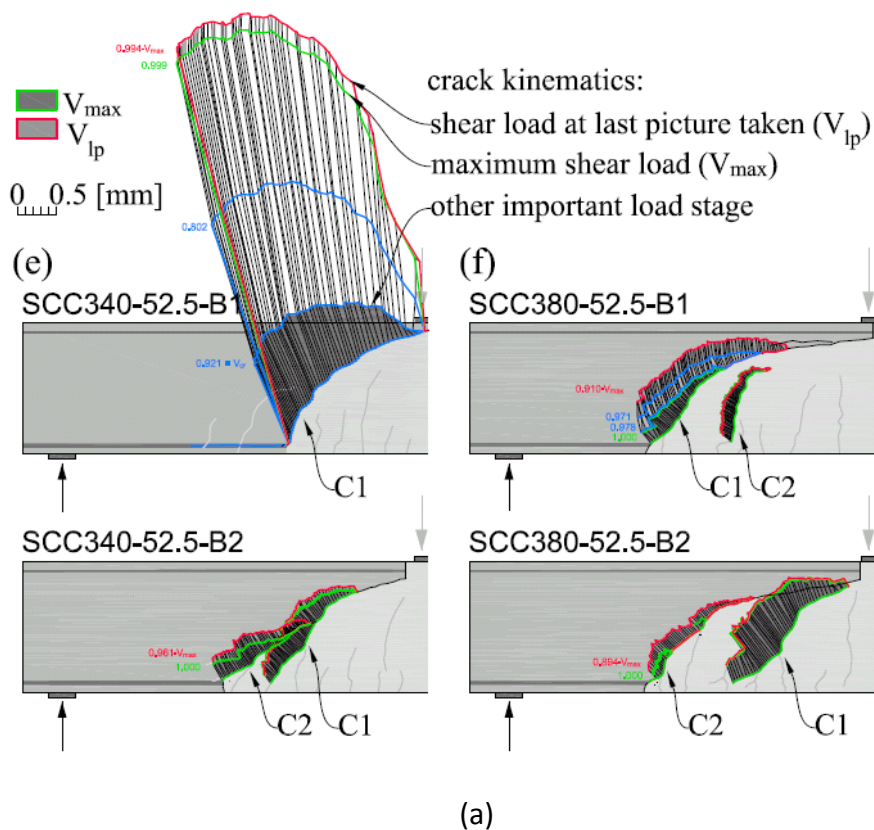 0.994·Vmax
0.999
Vmax
Vlp
0 0.5 [mm]
crack kinematics:
shear load at last picture taken (Vlp)
maximum shear load (Vmax)
other important load stage
0.802
(e)
SCC340-52.5-B1
0.921 = Vcr
C1
(f)
SCC380-52.5-B1
0.910·Vmax
0.971
0.978
1.000
C1
C2
SCC340-52.5-B2
0.961·Vmax
1.000
C2
C1
SCC380-52.5-B2
0.894·Vmax
1.000
C2
C1
(a)